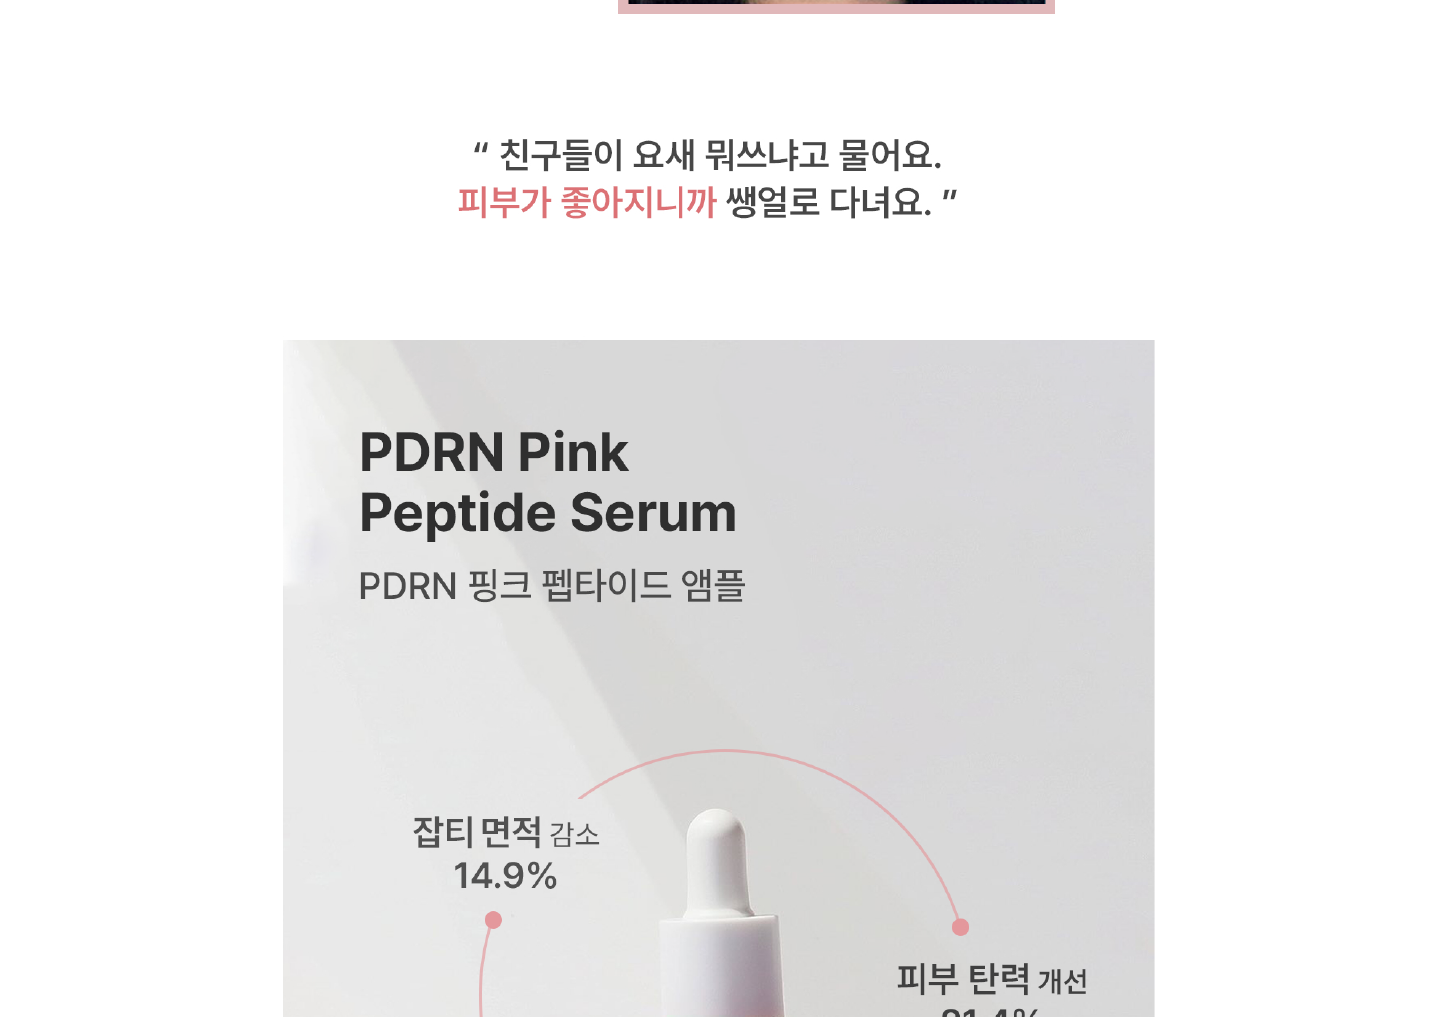 “ 친구들이 요새 뭐쓰냐고 물어요.
피부가 좋아지니까 쌩얼로 다녀요. ”
PDRN Pink
Peptide Serum
PDRN 핑크 펩타이드 앰플
잡티 면적 감소
14.9%
피부 탄력 개선